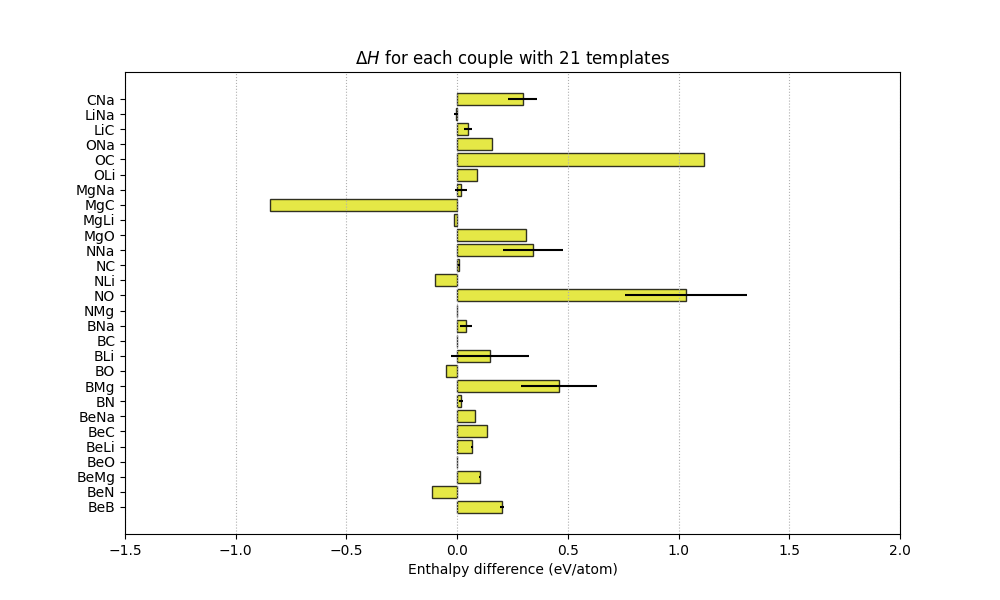 ΔH for each couple with 21 templates
CNa
LiNa
LiC
ONa
OC
OLi
MgNa
MgC
MgLi
MgO
NNa
NC
NLi
NO
NMg
BNa
BC
BLi
BO
BMg
BN
BeNa
BeC
BeLi
BeO
BeMg
BeN
BeB
−1.5 −1.0 −0.5 0.0 0.5 1.0 1.5 2.0
Enthalpy difference (eV/atom)